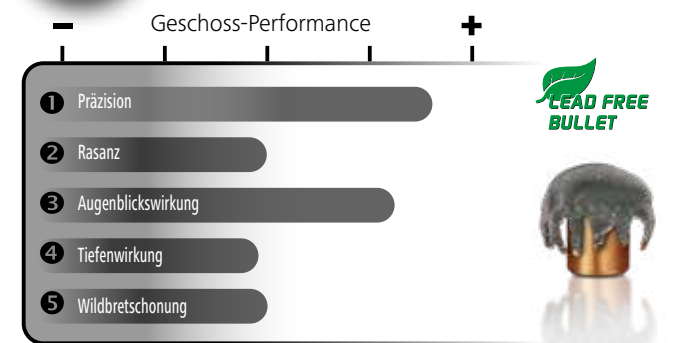 − Geschoss-Performance +
LEAD FREE
BULLET
1 Präzision
2 Rasanz
3 Augenblickswirkung
4 Tiefenwirkung
5 Wildbretschonung